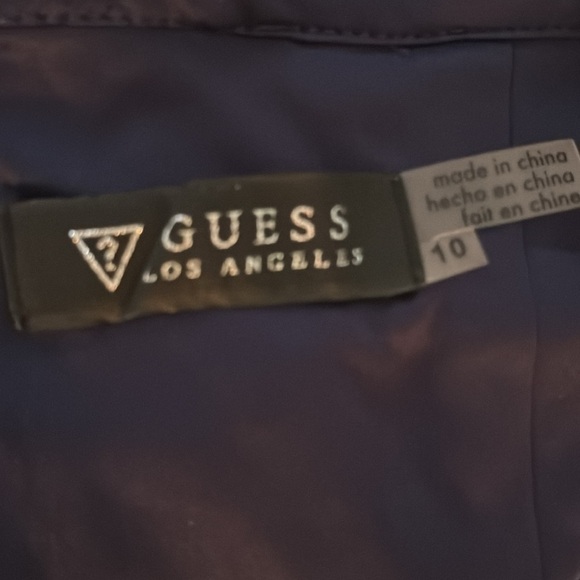 ?
GUESS
LOS ANGELES
made in china
hecho en china
fait en chine
10